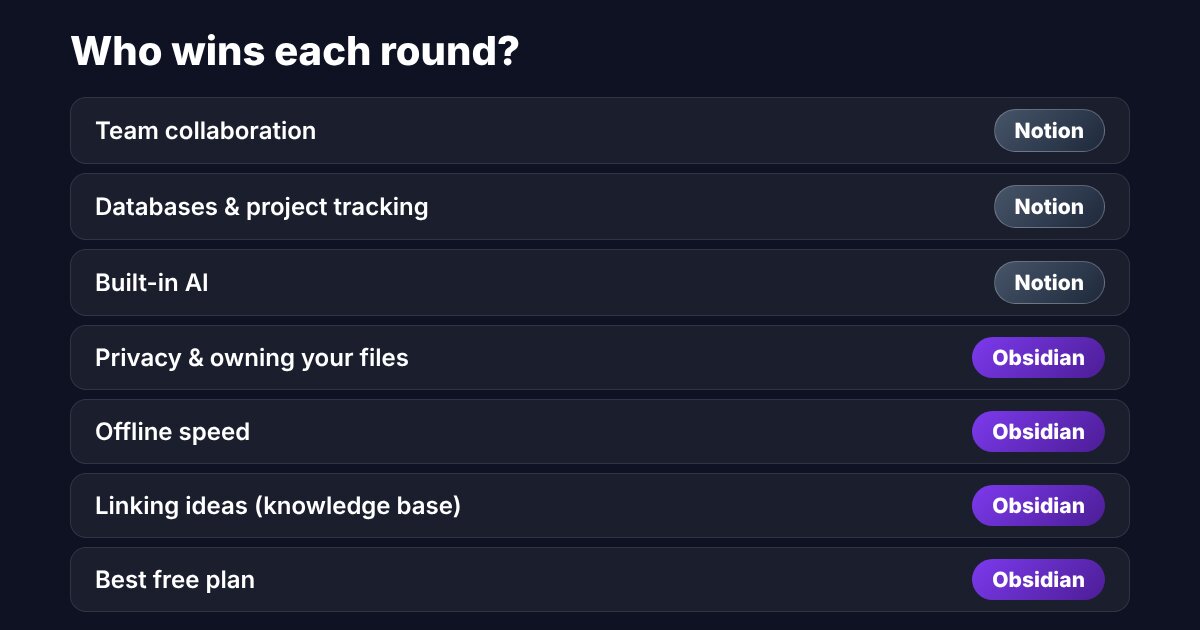 Who wins each round?
Team collaboration Notion
Databases & project tracking Notion
Built-in AI Notion
Privacy & owning your files Obsidian
Offline speed Obsidian
Linking ideas (knowledge base) Obsidian
Best free plan Obsidian